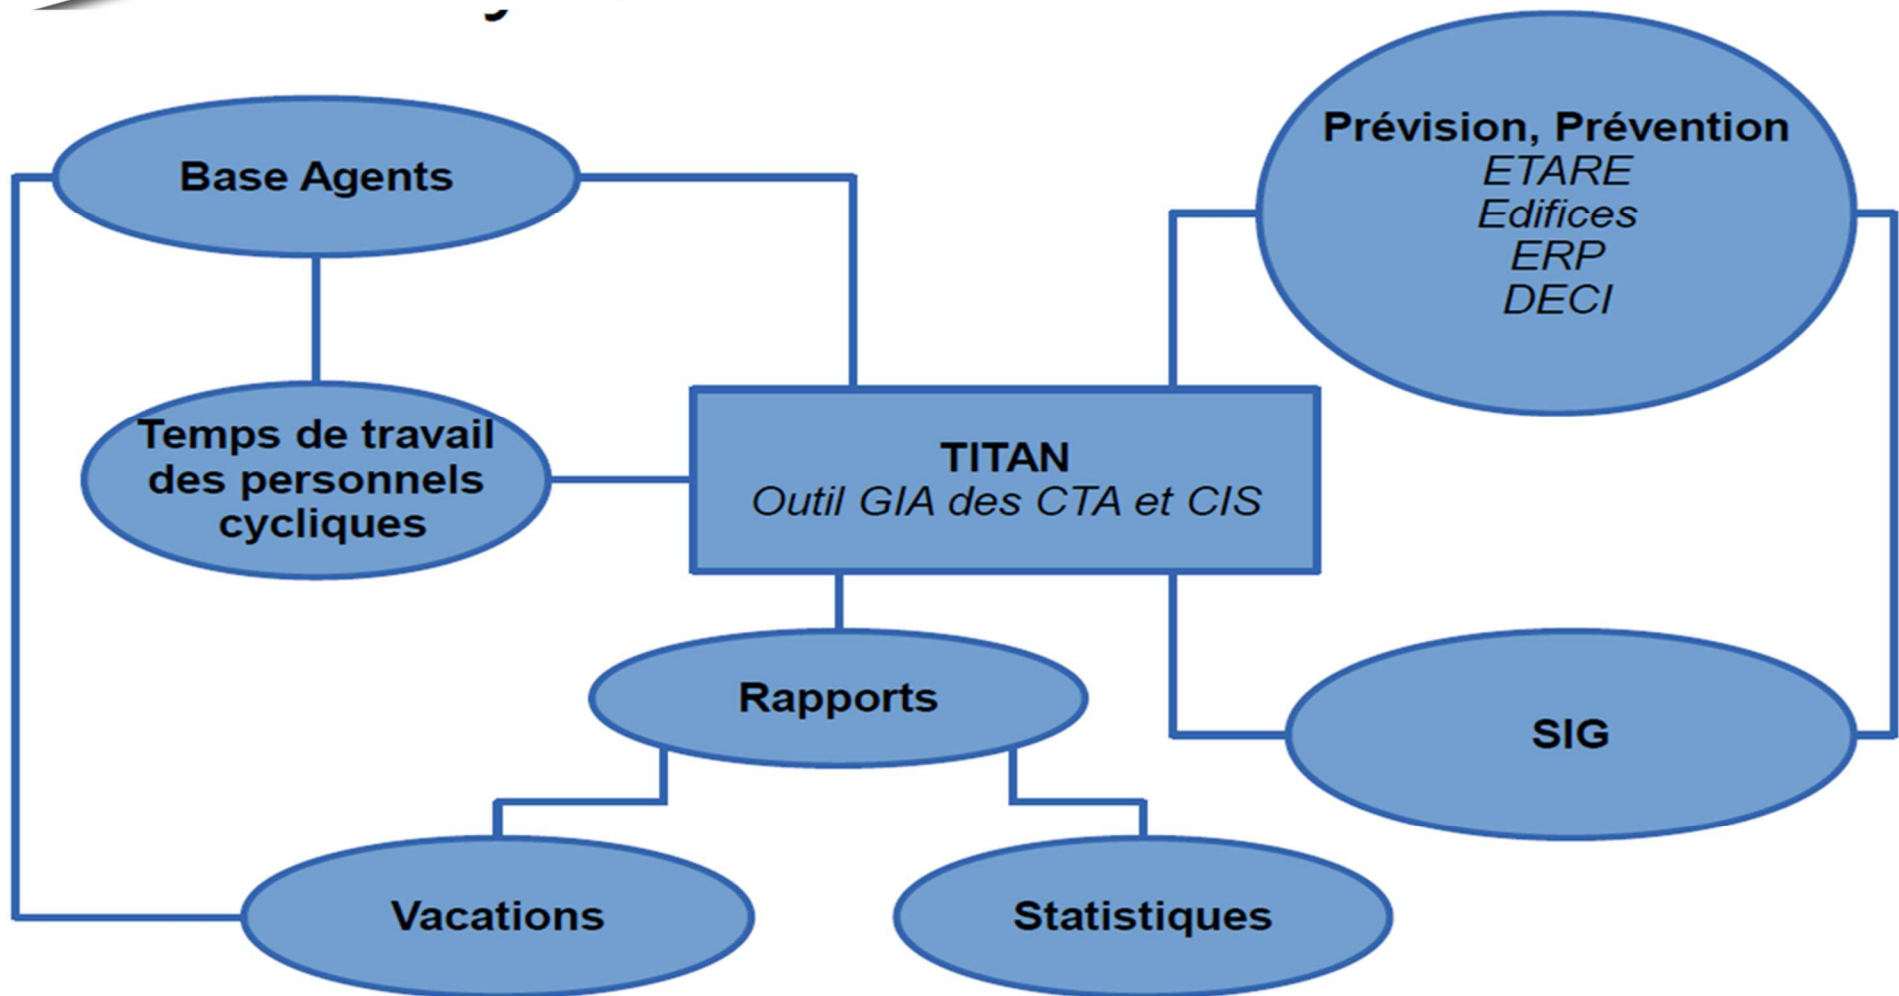 Base Agents
Prévision, Prévention
ETARE
Edifices
ERP
DECI
Temps de travail
des personnels
cycliques
TITAN
Outil GIA des CTA et CIS
Rapports
SIG
Vacations
Statistiques